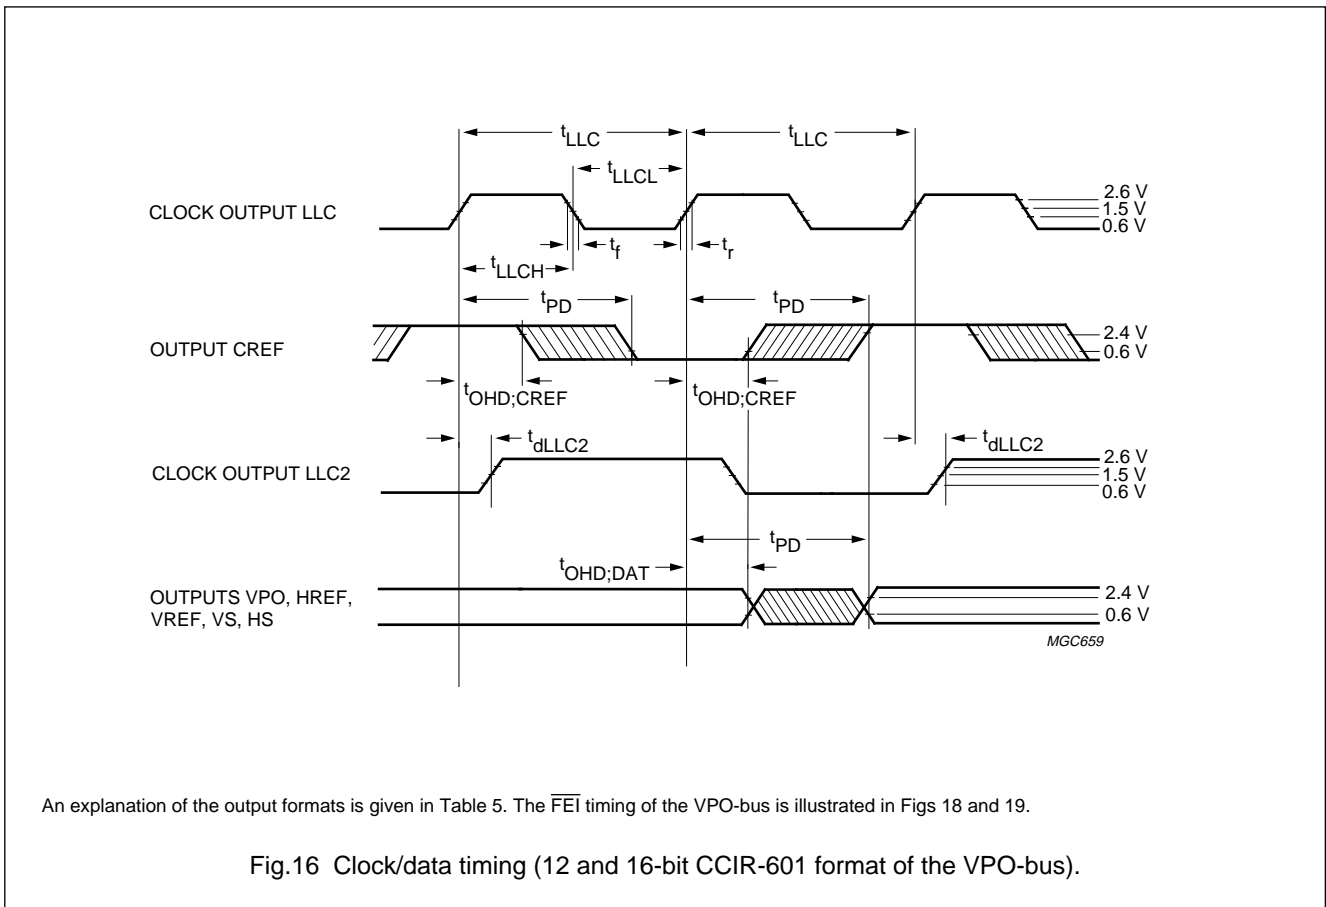 tLLC tLLC
tLLCL
CLOCK OUTPUT LLC
2.6 V
1.5 V
0.6 V
tf tr
tLLCH
tPD tPD
OUTPUT CREF
2.4 V
0.6 V
tOHD;CREF tOHD;CREF
tdLLC2 tdLLC2
CLOCK OUTPUT LLC2
2.6 V
1.5 V
0.6 V
tPD
tOHD;DAT
OUTPUTS VPO, HREF,
VREF, VS, HS
2.4 V
0.6 V
MGC659
An explanation of the output formats is given in Table 5. The F̅E̅I̅ timing of the VPO-bus is illustrated in Figs 18 and 19.
Fig.16 Clock/data timing (12 and 16-bit CCIR-601 format of the VPO-bus).